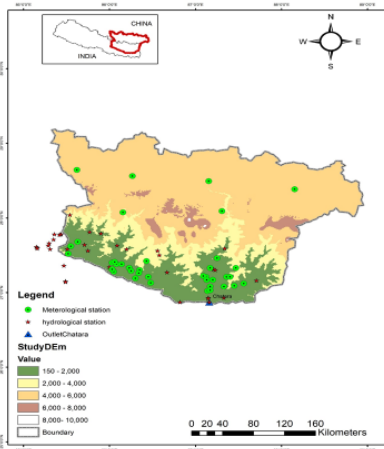 CHINA
INDIA
N
W E
S
Chatara
Legend
Meterological station
hydrological station
OutletChatara
StudyDEm
Value
150 - 2,000
2,000 - 4,000
4,000 - 6,000
6,000 - 8,000
8,000- 10,000
Boundary
0 20 40 80 120 160
Kilometers